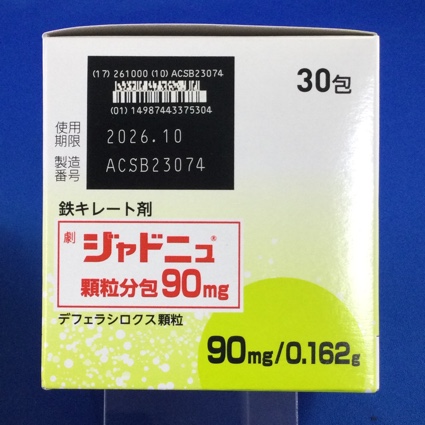 30包
(17) 261000 (10) ACSB23074
(01) 14987443375304
使用期限 2026.10
製造番号 ACSB23074
鉄キレート剤
劇 ジャドニュ®
顆粒分包90mg
デフェラシロクス顆粒
90mg/0.162g